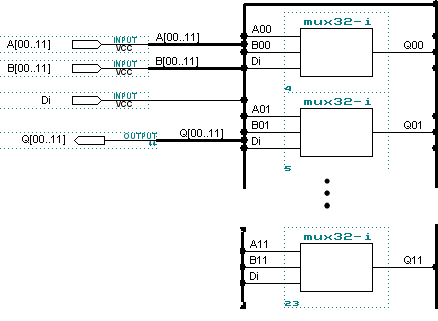 A[00..11] INPUT VCC A[00..11]
B[00..11] INPUT VCC B[00..11]
Di INPUT VCC
Q[00..11] OUTPUT Q[00..11]
mux32-i
A00
B00 Q00
Di
4
mux32-i
A01
B01 Q01
Di
5
mux32-i
A11
B11 Q11
Di
23